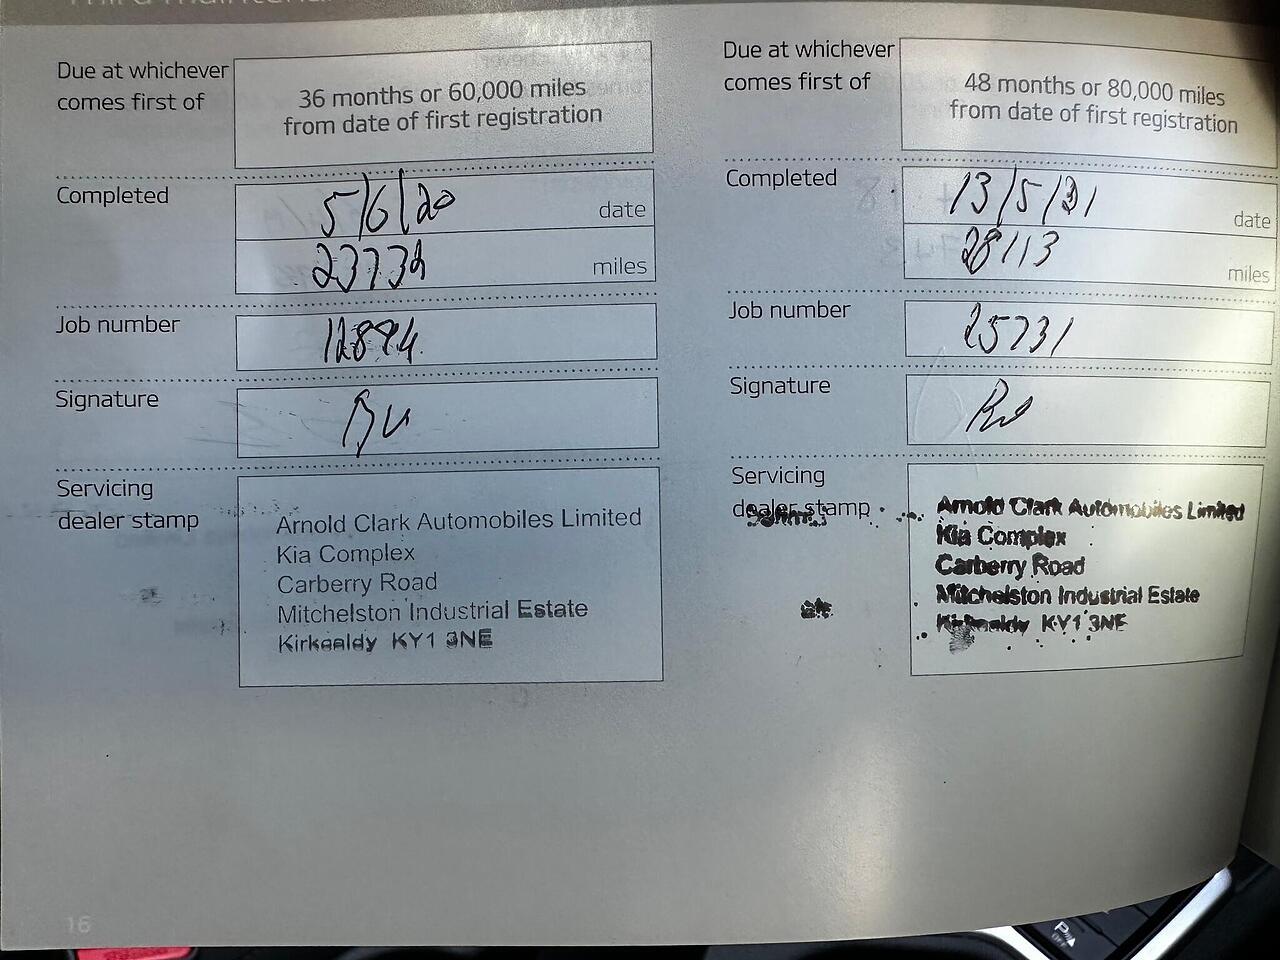 Due at whichever
comes first of
36 months or 60,000 miles
from date of first registration
Completed
5/6/20
date
23732
miles
Job number
12894
Signature
Servicing
dealer stamp
Arnold Clark Automobiles Limited
Kia Complex
Carberry Road
Mitchelston Industrial Estate
Kirkcaldy KY1 3NE
Due at whichever
comes first of
48 months or 80,000 miles
from date of first registration
Completed
13/5/21
date
28113
miles
Job number
25731
Signature
Servicing
dealer stamp
Arnold Clark Automobiles Limited
Kia Complex
Carberry Road
Mitchelston Industrial Estate
Kirkcaldy KY1 3NE
16
P
OFF